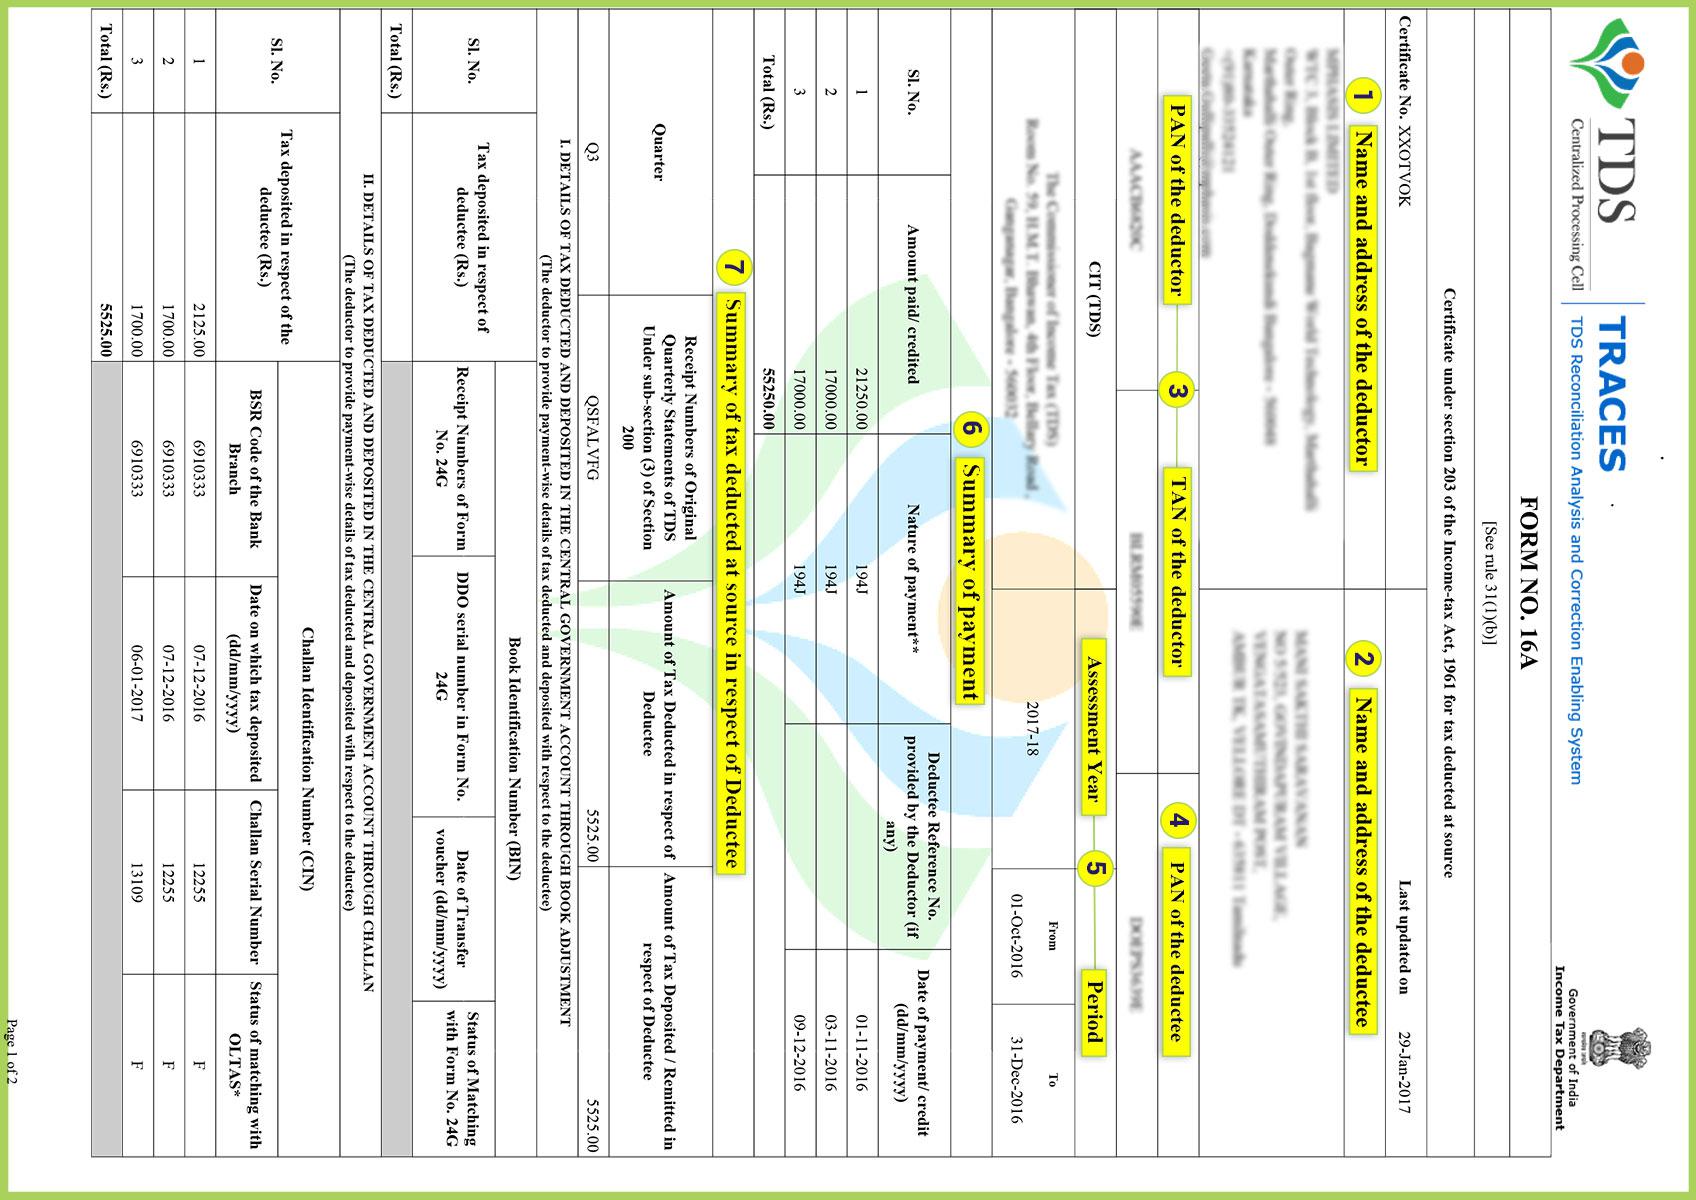 TDS
Centralized Processing Cell
TRACES
TDS Reconciliation Analysis and Correction Enabling System
Government of India
Income Tax Department
FORM NO. 16A
[See rule 31(1)(b)]
Certificate under section 203 of the Income-tax Act, 1961 for tax deducted at source
Certificate No. XXOTVOK
Last updated on 29-Jan-2017
1 Name and address of the deductor
2 Name and address of the deductee
MPHASIS LIMITED
PAN of the deductor 3 TAN of the deductor
4 PAN of the deductee
CIT (TDS)
Assessment Year 5 Period
The Commissioner of Income Tax (TDS)
Room No. 59, H.M.T. Bhawan, 4th Floor, Bellary Road,
Ganganagar, Bangalore - 560032
2017-18
From To
01-Oct-2016 31-Dec-2016
6 Summary of payment
Sl. No.
Amount paid/ credited
Nature of payment**
Deductee Reference No.
provided by the Deductor (if
any)
Date of payment/ credit
(dd/mm/yyyy)
1 21250.00 194J 01-11-2016
2 17000.00 194J 03-11-2016
3 17000.00 194J 09-12-2016
Total (Rs.) 55250.00
7 Summary of tax deducted at source in respect of Deductee
Quarter
Receipt Numbers of Original
Quarterly Statements of TDS
Under sub-section (3) of Section
200
Amount of Tax Deducted in respect of
Deductee
Amount of Tax Deposited / Remitted in
respect of Deductee
Q3 QSFALVFG 5525.00 5525.00
I. DETAILS OF TAX DEDUCTED AND DEPOSITED IN THE CENTRAL GOVERNMENT ACCOUNT THROUGH BOOK ADJUSTMENT
(The deductor to provide payment-wise details of tax deducted and deposited with respect to the deductee)
Sl. No.
Tax deposited in respect of
deductee (Rs.)
Book Identification Number (BIN)
Receipt Numbers of Form
No. 24G
DDO serial number in Form No.
24G
Date of Transfer
voucher (dd/mm/yyyy)
Status of Matching
with Form No. 24G
Total (Rs.)
II. DETAILS OF TAX DEDUCTED AND DEPOSITED IN THE CENTRAL GOVERNMENT ACCOUNT THROUGH CHALLAN
(The deductor to provide payment-wise details of tax deducted and deposited with respect to the deductee)
Sl. No.
Tax deposited in respect of the
deductee (Rs.)
Challan Identification Number (CIN)
BSR Code of the Bank
Branch
Date on which tax deposited
(dd/mm/yyyy)
Challan Serial Number
Status of matching with
OLTAS*
1 2125.00 6910333 07-12-2016 12255 F
2 1700.00 6910333 07-12-2016 12255 F
3 1700.00 6910333 06-01-2017 13109 F
Total (Rs.) 5525.00
Page 1 of 2